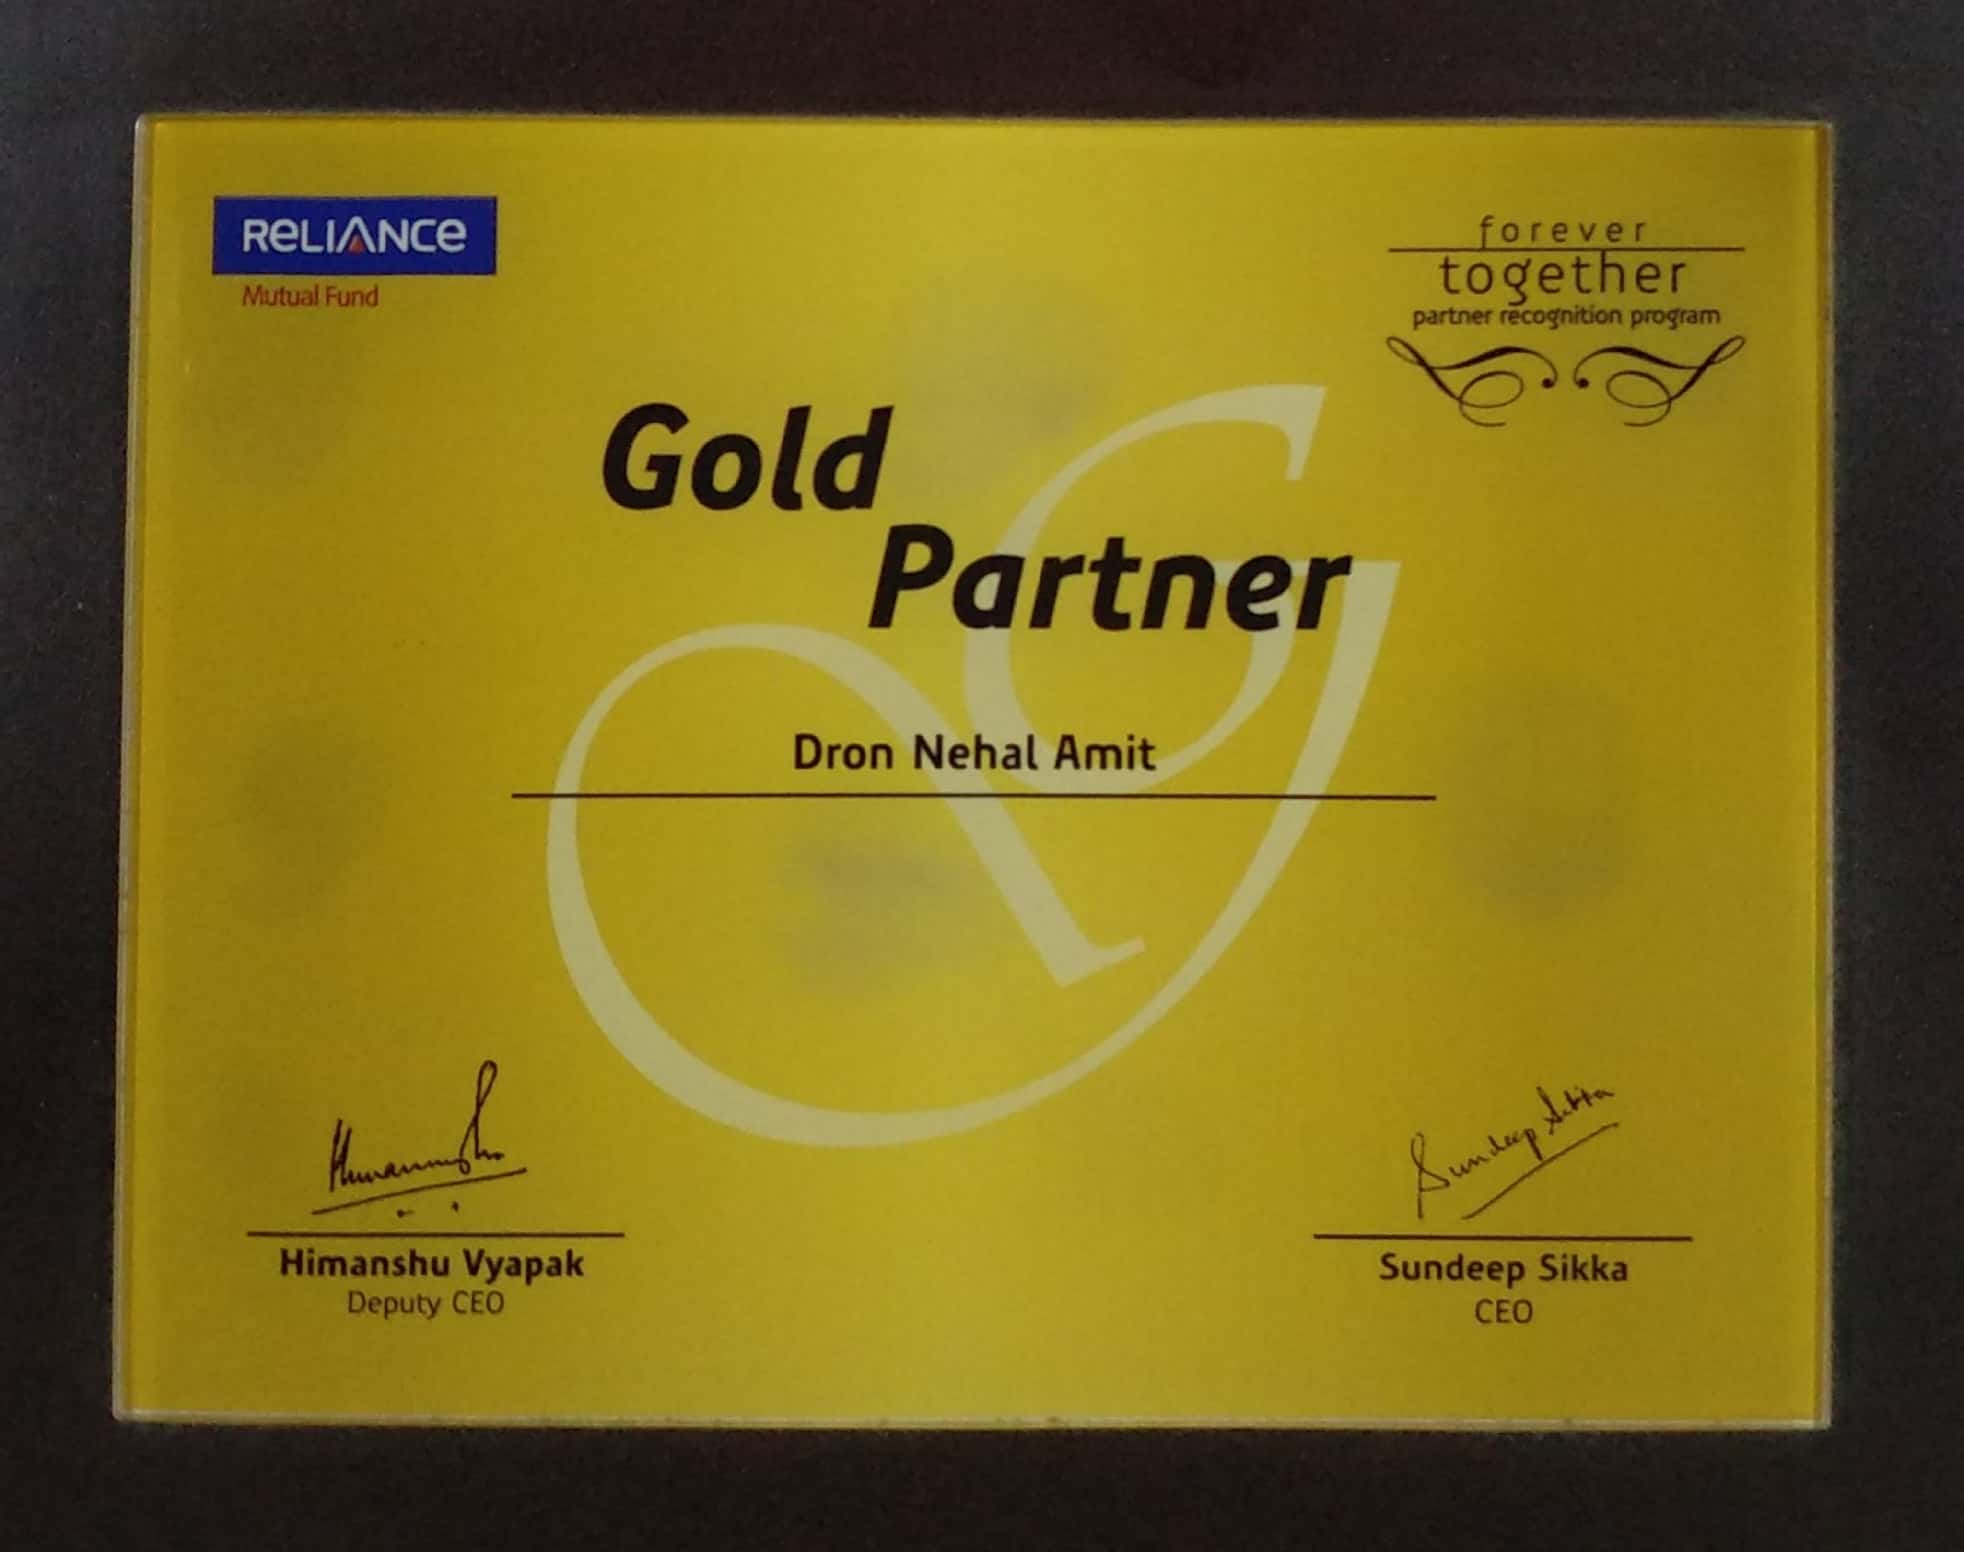 RELIANCE
Mutual Fund
forever
together
partner recognition program
Gold
Partner
Dron Nehal Amit
Himanshu
Himanshu Vyapak
Deputy CEO
Sundeep Sikka
Sundeep Sikka
CEO